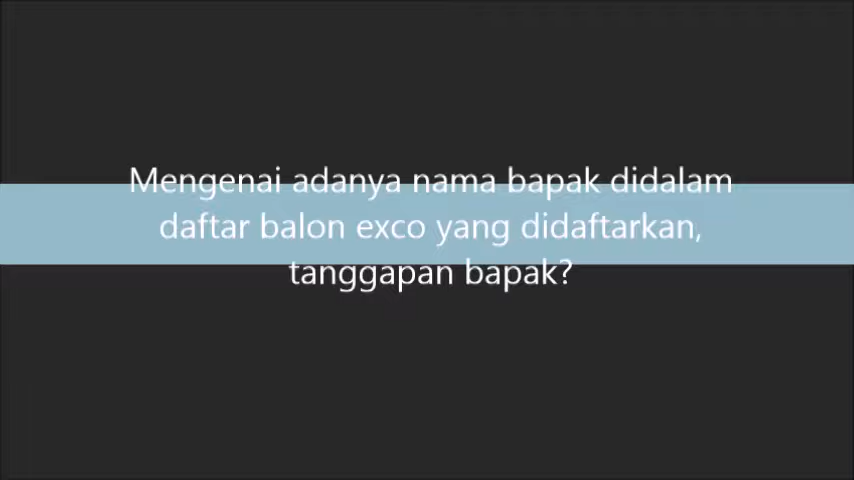 Mengenai adanya nama bapak didalam
daftar balon exco yang didaftarkan,
tanggapan bapak?